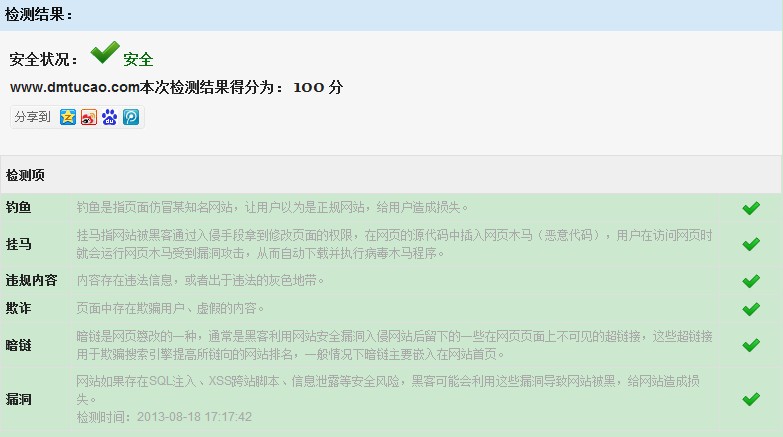 检测结果：
安全状况： 安全
www.dmtucao.com本次检测结果得分为： 100 分
分享到
检测项
钓鱼 钓鱼是指页面仿冒某知名网站，让用户以为是正规网站，给用户造成损失。
挂马 挂马指网站被黑客通过入侵手段拿到修改页面的权限，在网页的源代码中插入网页木马（恶意代码），用户在访问网页时
就会运行网页木马受到漏洞攻击，从而自动下载并执行病毒木马程序。
违规内容 内容存在违法信息，或者出于违法的灰色地带。
欺诈 页面中存在欺骗用户、虚假的内容。
暗链 暗链是网页篡改的一种，通常是黑客利用网站安全漏洞入侵网站后留下的一些在网页页面上不可见的超链接，这些超链接
用于欺骗搜索引擎提高所链向的网站排名，一般情况下暗链主要嵌入在网站首页。
漏洞 网站如果存在SQL注入、XSS跨站脚本、信息泄露等安全风险，黑客可能会利用这些漏洞导致网站被黑，给网站造成损
失。
检测时间：2013-08-18 17:17:42